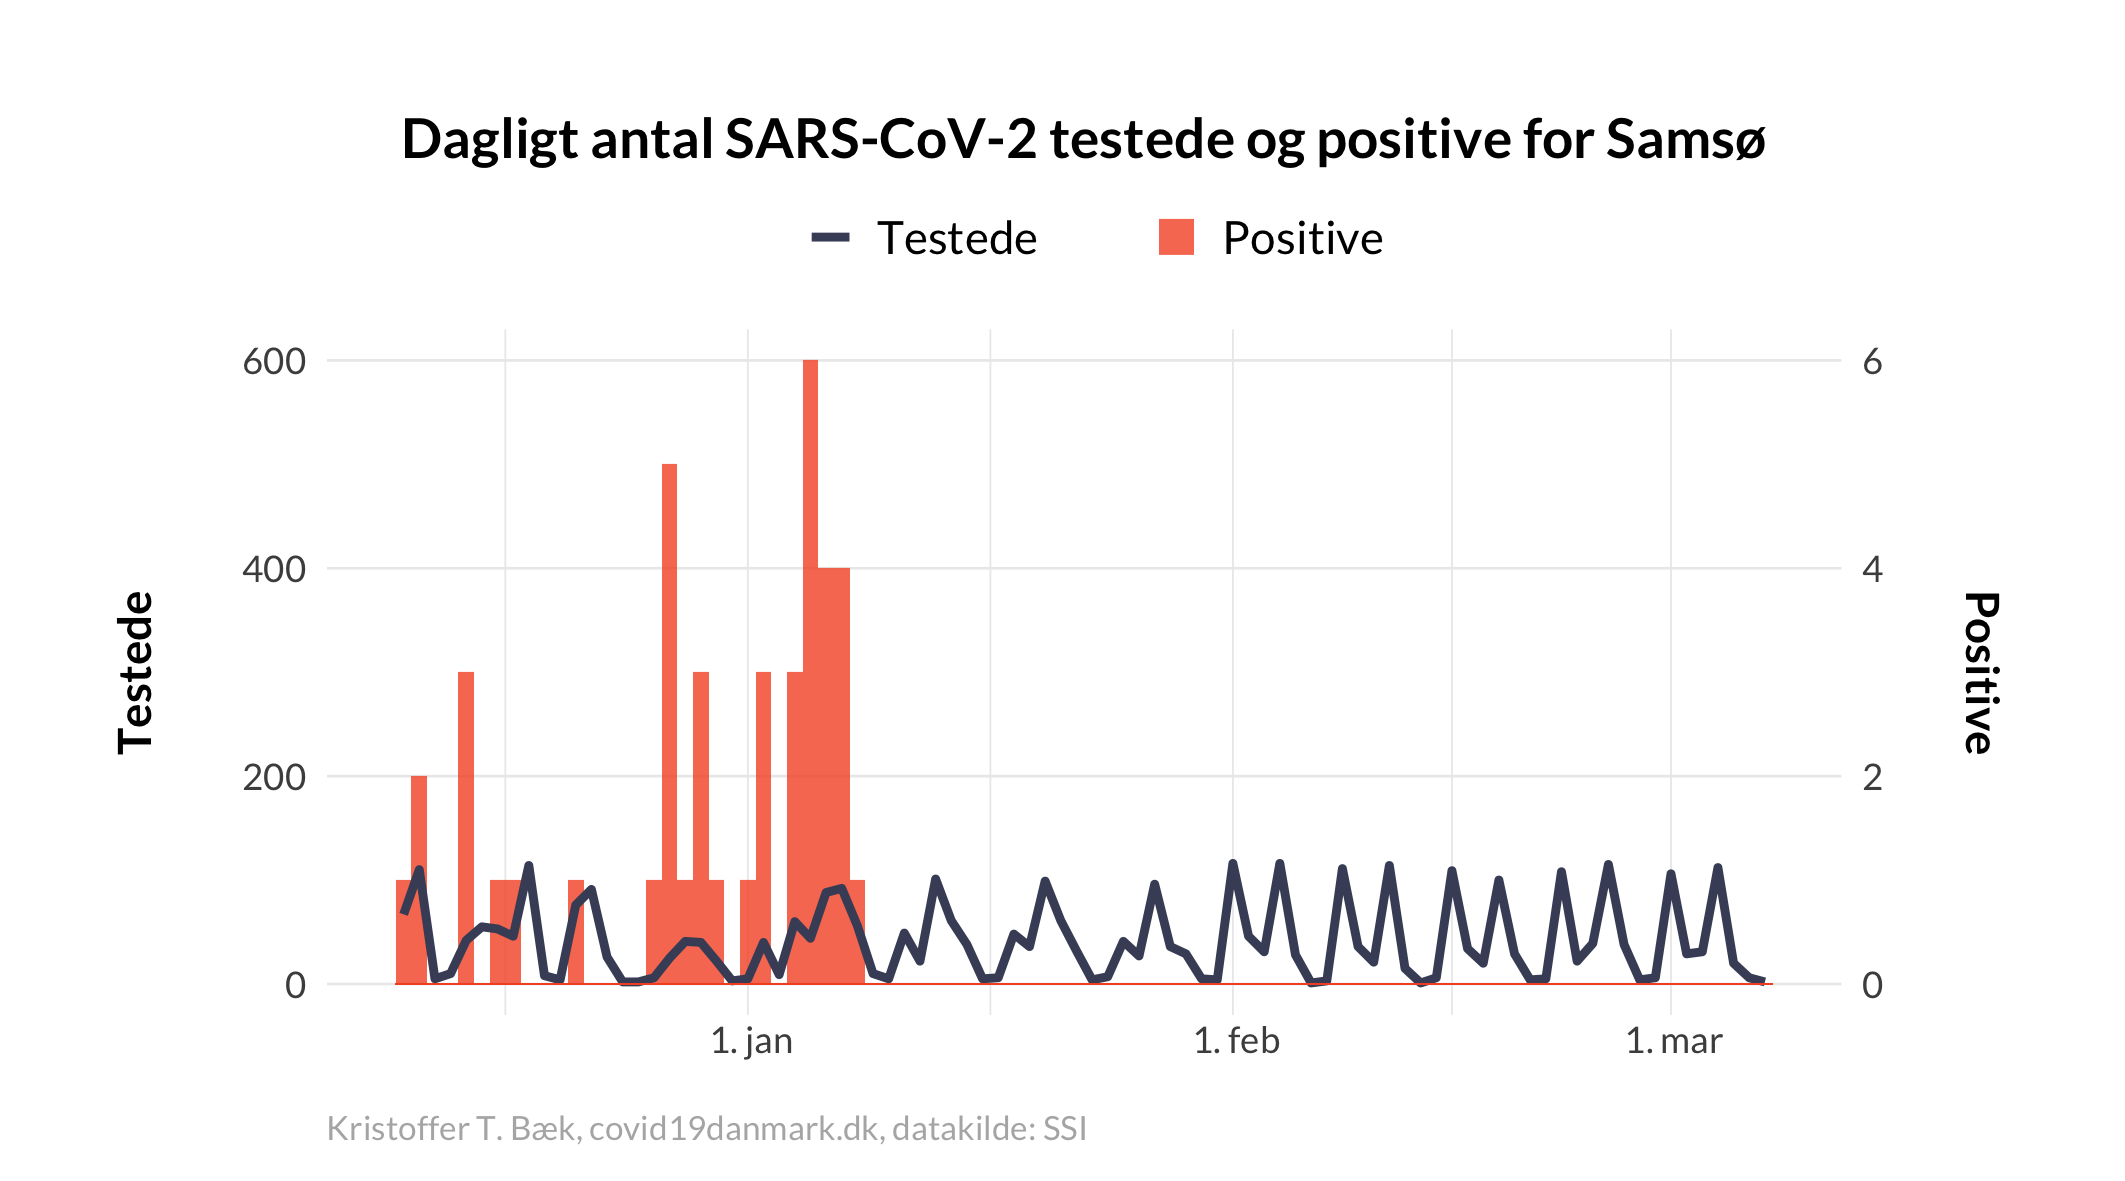 Dagligt antal SARS-CoV-2 testede og positive for Samsø
Testede
Positive
600
400
200
0
6
4
2
0
Testede
Positive
1. jan
1. feb
1. mar
Kristoffer T. Bæk, covid19danmark.dk, datakilde: SSI